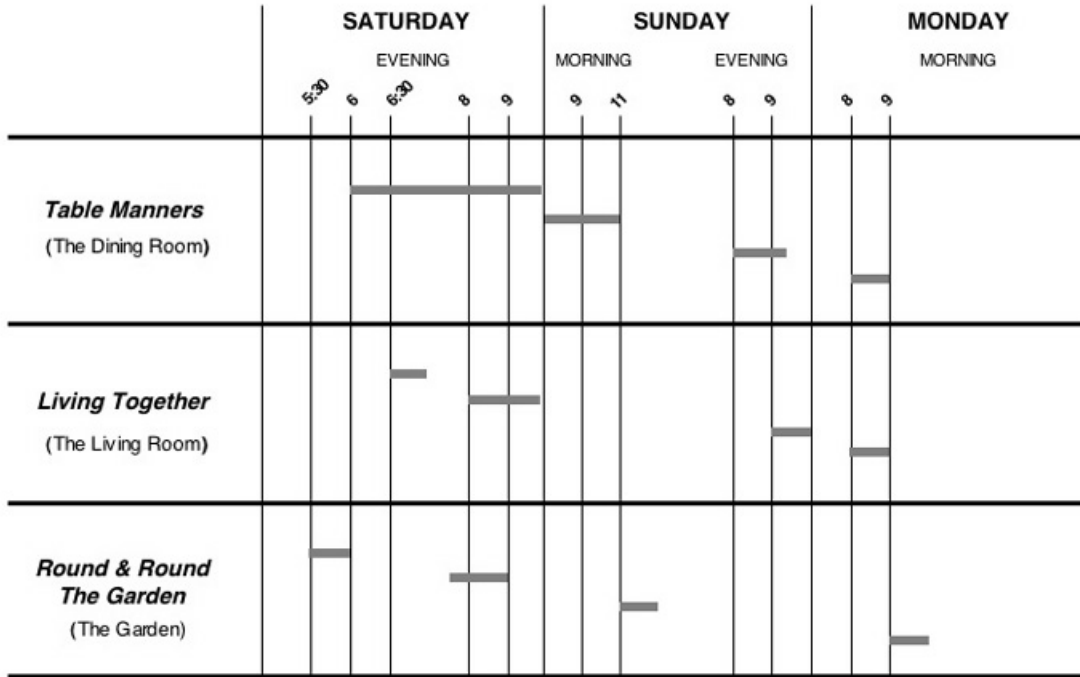 SATURDAY SUNDAY MONDAY
EVENING MORNING EVENING MORNING
5:30 6 6:30 8 9 9 11 8 9 8 9
Table Manners
(The Dining Room)
Living Together
(The Living Room)
Round & Round
The Garden
(The Garden)